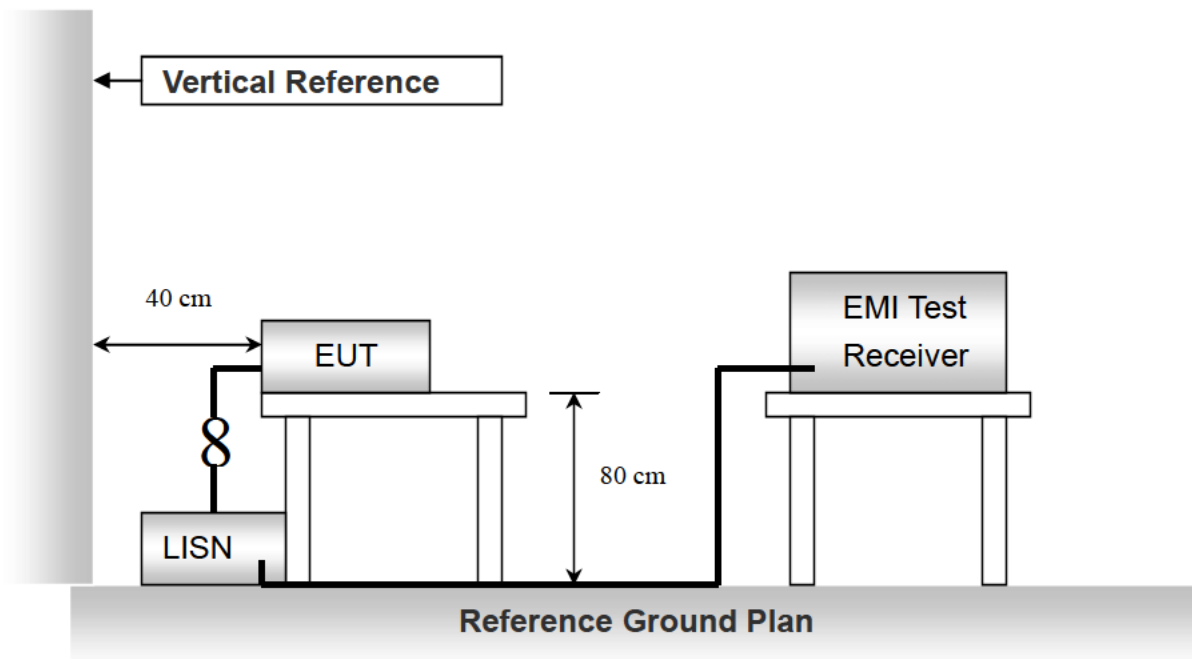 Vertical Reference
40 cm
EUT
EMI Test
Receiver
80 cm
LISN
Reference Ground Plan